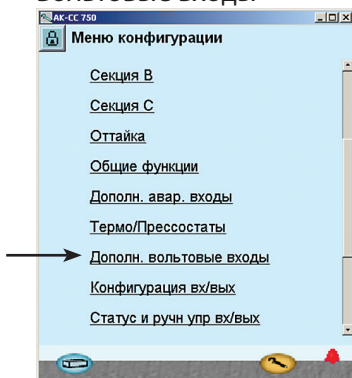 AK-CC 750
Меню конфигурации
Секция B
Секция C
Оттайка
Общие функции
Дополн. авар. входы
Термо/Прессостаты
Дополн. вольтовые входы
Конфигурация вх/вых
Статус и ручн упр вх/вых